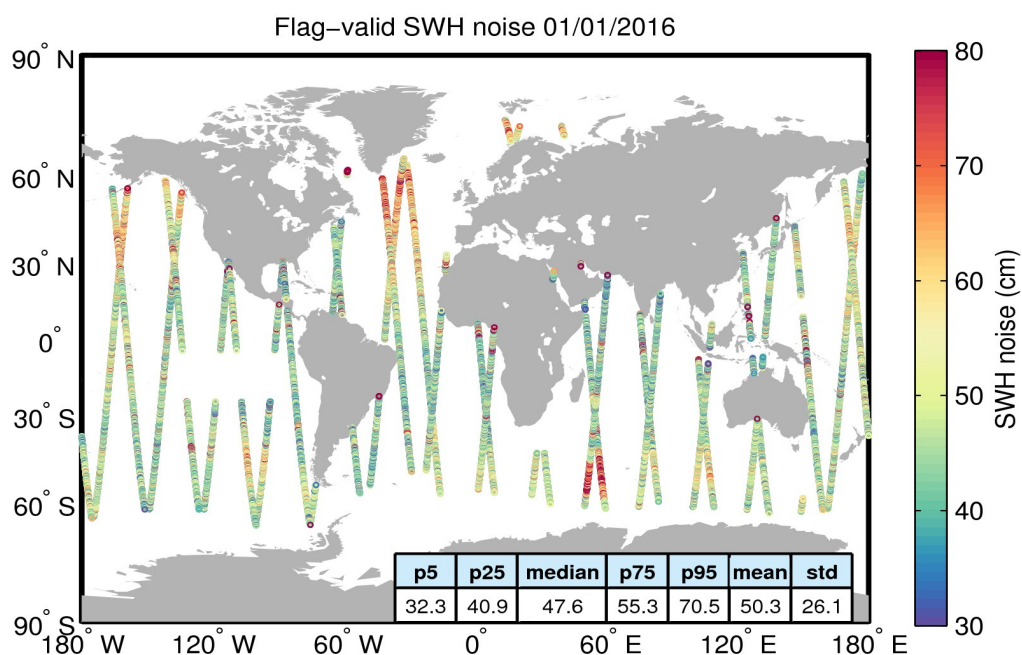 Flag−valid SWH noise 01/01/2016
90° N
60° N
30° N
0°
30° S
60° S
90° S
180° W
120° W
60° W
0°
60° E
120° E
180° E
80
70
60
50
40
30
SWH noise (cm)
p5 p25 median p75 p95 mean std
32.3 40.9 47.6 55.3 70.5 50.3 26.1